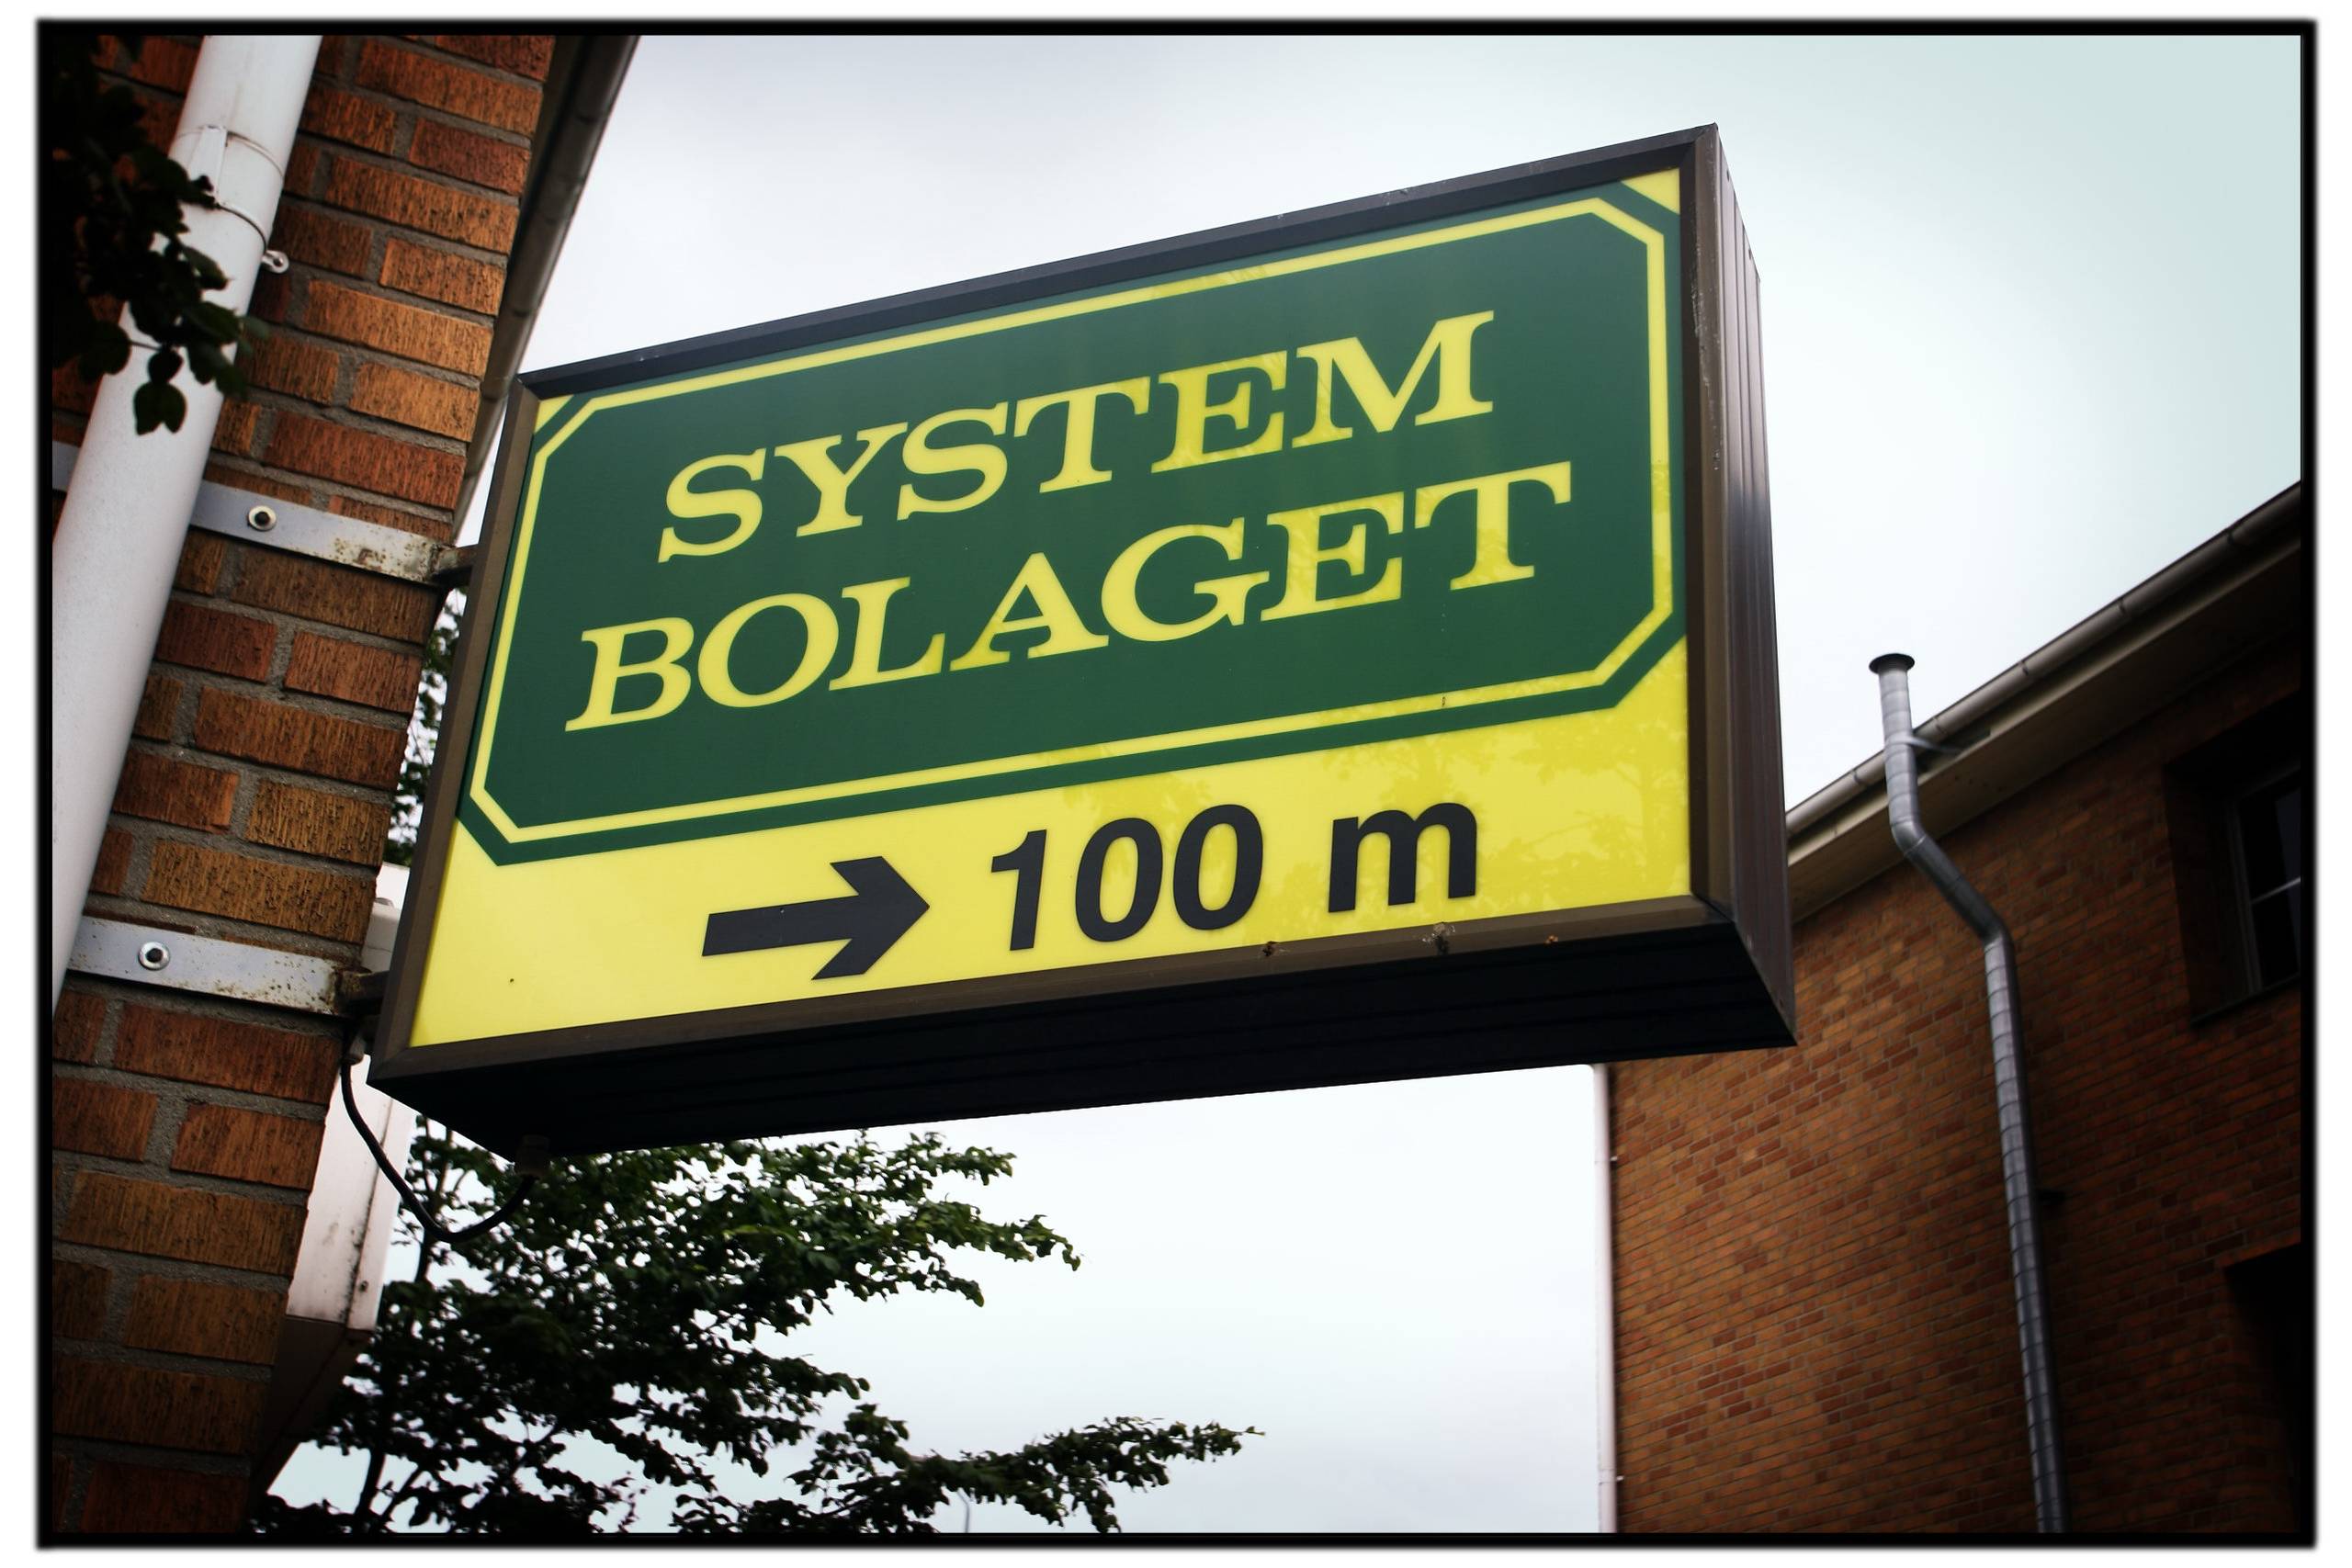 SYSTEM
BOLAGET
→ 100 m